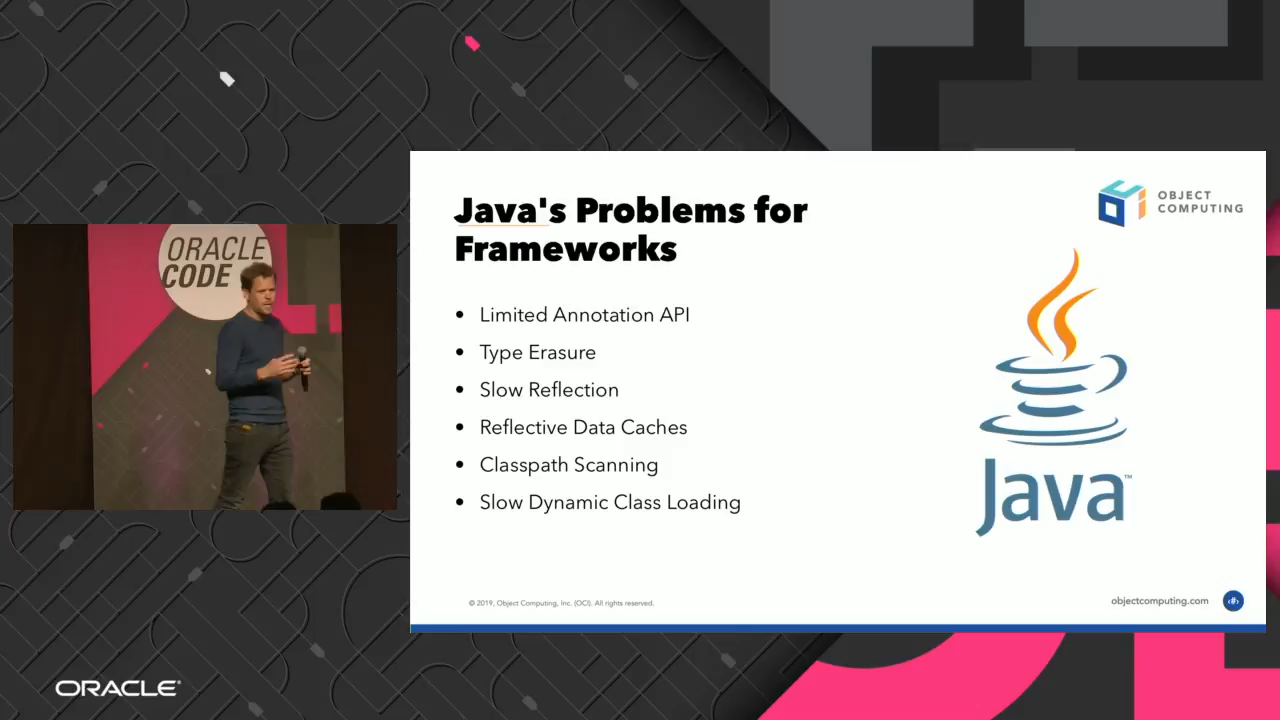 ORACLE
CODE
Java's Problems for
Frameworks
OBJECT
COMPUTING
• Limited Annotation API
• Type Erasure
• Slow Reflection
• Reflective Data Caches
• Classpath Scanning
• Slow Dynamic Class Loading
Java™
© 2019, Object Computing, Inc. (OCI). All rights reserved.
objectcomputing.com
‹#›
ORACLE®